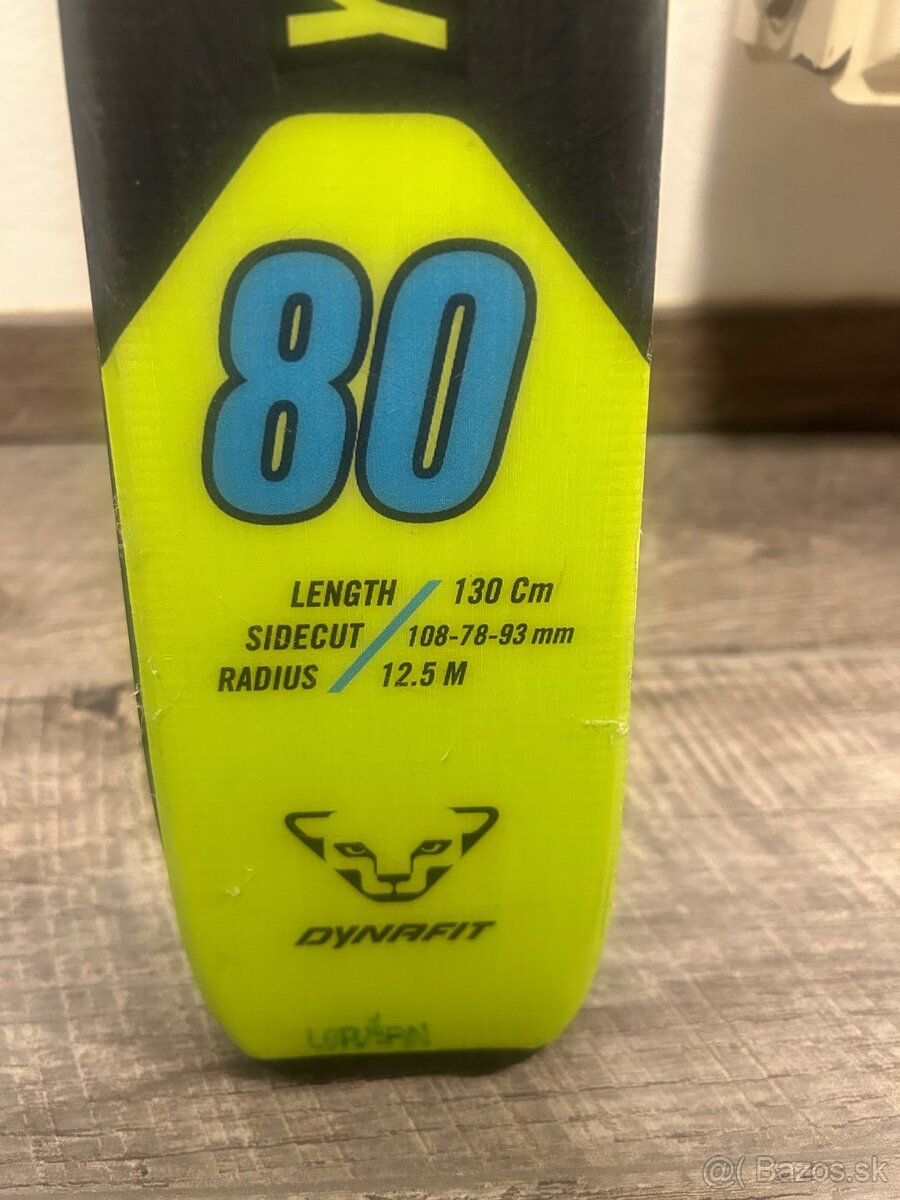 Y
80
LENGTH / 130 Cm
SIDECUT / 108-78-93 mm
RADIUS / 12.5 M
DYNAFIT
@( Bazos.sk